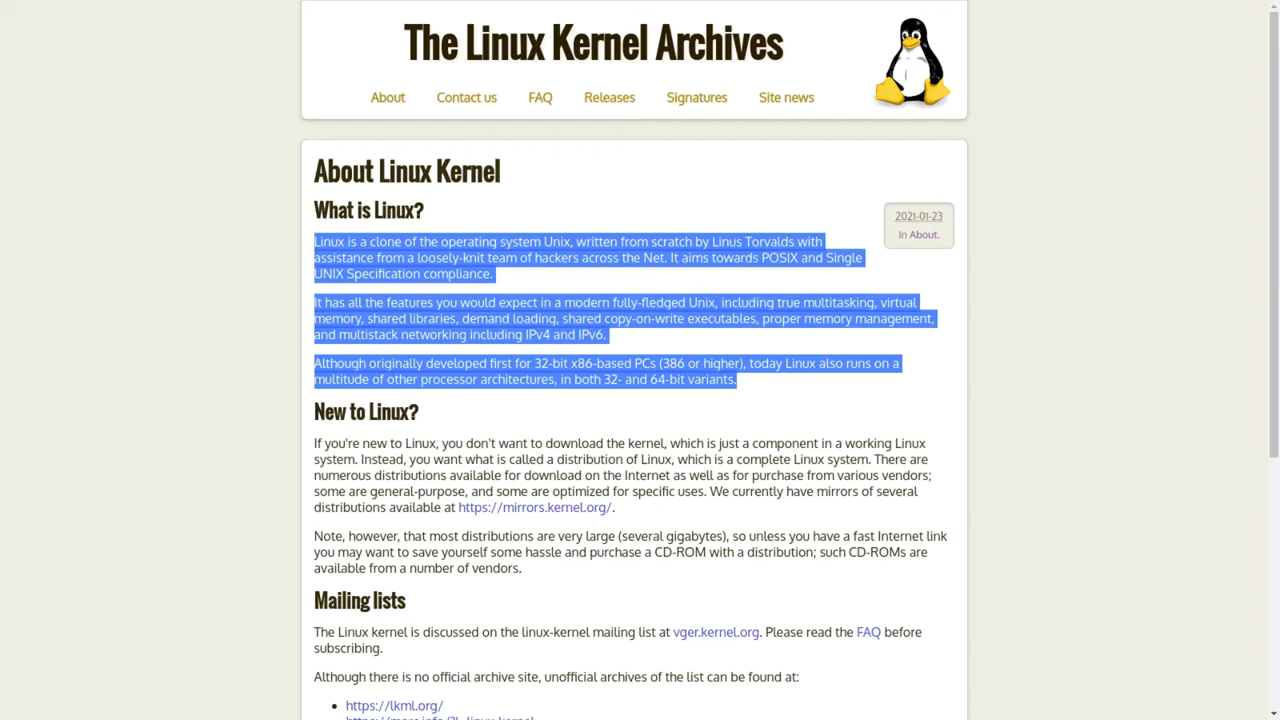 The Linux Kernel Archives
About
Contact us
FAQ
Releases
Signatures
Site news
About Linux Kernel
What is Linux?
2021-01-23
In About.
Linux is a clone of the operating system Unix, written from scratch by Linus Torvalds with
assistance from a loosely-knit team of hackers across the Net. It aims towards POSIX and Single
UNIX Specification compliance.
It has all the features you would expect in a modern fully-fledged Unix, including true multitasking, virtual
memory, shared libraries, demand loading, shared copy-on-write executables, proper memory management,
and multistack networking including IPv4 and IPv6.
Although originally developed first for 32-bit x86-based PCs (386 or higher), today Linux also runs on a
multitude of other processor architectures, in both 32- and 64-bit variants.
New to Linux?
If you're new to Linux, you don't want to download the kernel, which is just a component in a working Linux
system. Instead, you want what is called a distribution of Linux, which is a complete Linux system. There are
numerous distributions available for download on the Internet as well as for purchase from various vendors;
some are general-purpose, and some are optimized for specific uses. We currently have mirrors of several
distributions available at https://mirrors.kernel.org/.
Note, however, that most distributions are very large (several gigabytes), so unless you have a fast Internet link
you may want to save yourself some hassle and purchase a CD-ROM with a distribution; such CD-ROMs are
available from a number of vendors.
Mailing lists
The Linux kernel is discussed on the linux-kernel mailing list at vger.kernel.org. Please read the FAQ before
subscribing.
Although there is no official archive site, unofficial archives of the list can be found at:
https://lkml.org/